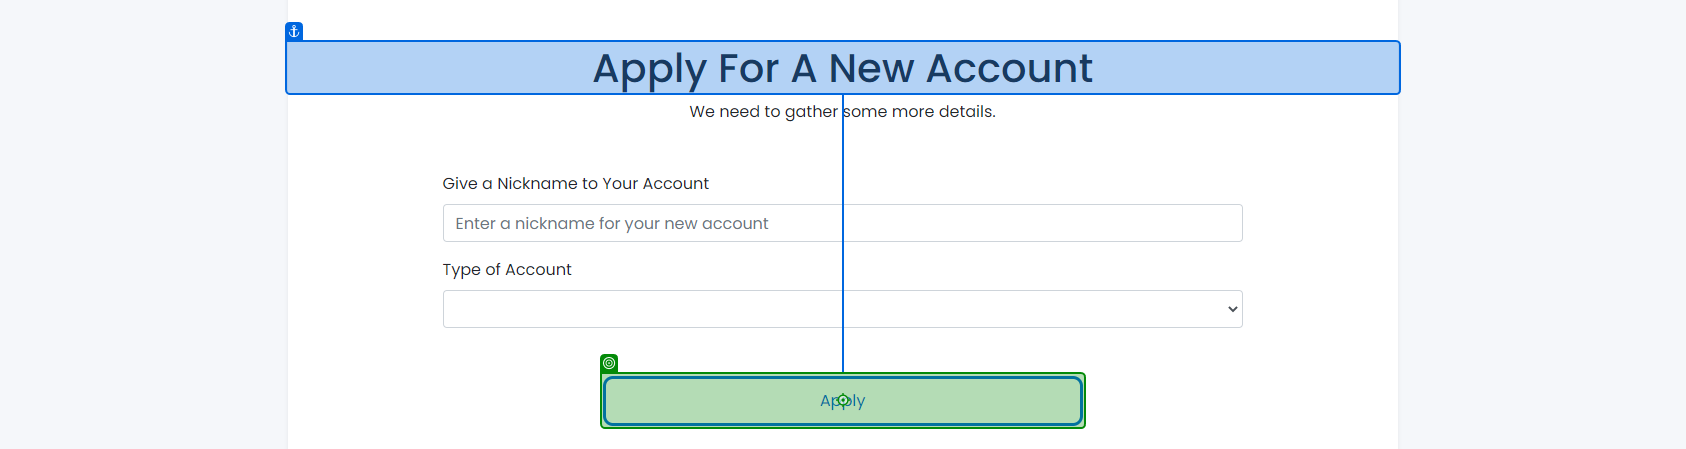 Apply For A New Account
We need to gather some more details.
Give a Nickname to Your Account
Enter a nickname for your new account
Type of Account
Apply